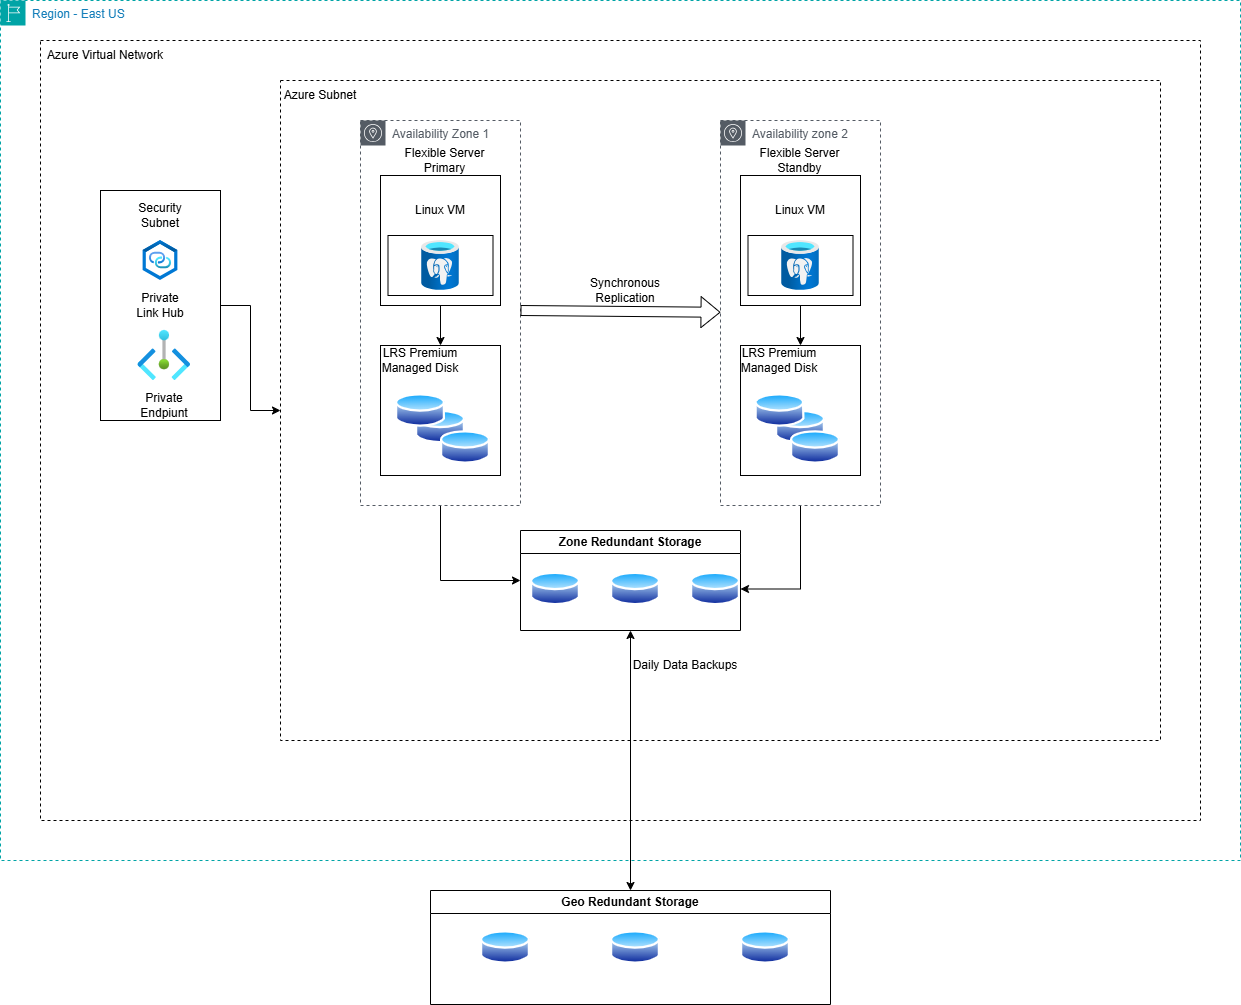 Region - East US
Azure Virtual Network
Azure Subnet
Availability Zone 1
Flexible Server
Primary
Linux VM
LRS Premium
Managed Disk
Availability zone 2
Flexible Server
Standby
Linux VM
LRS Premium
Managed Disk
Security
Subnet
Private
Link Hub
Private
Endpiunt
Synchronous
Replication
Zone Redundant Storage
Daily Data Backups
Geo Redundant Storage